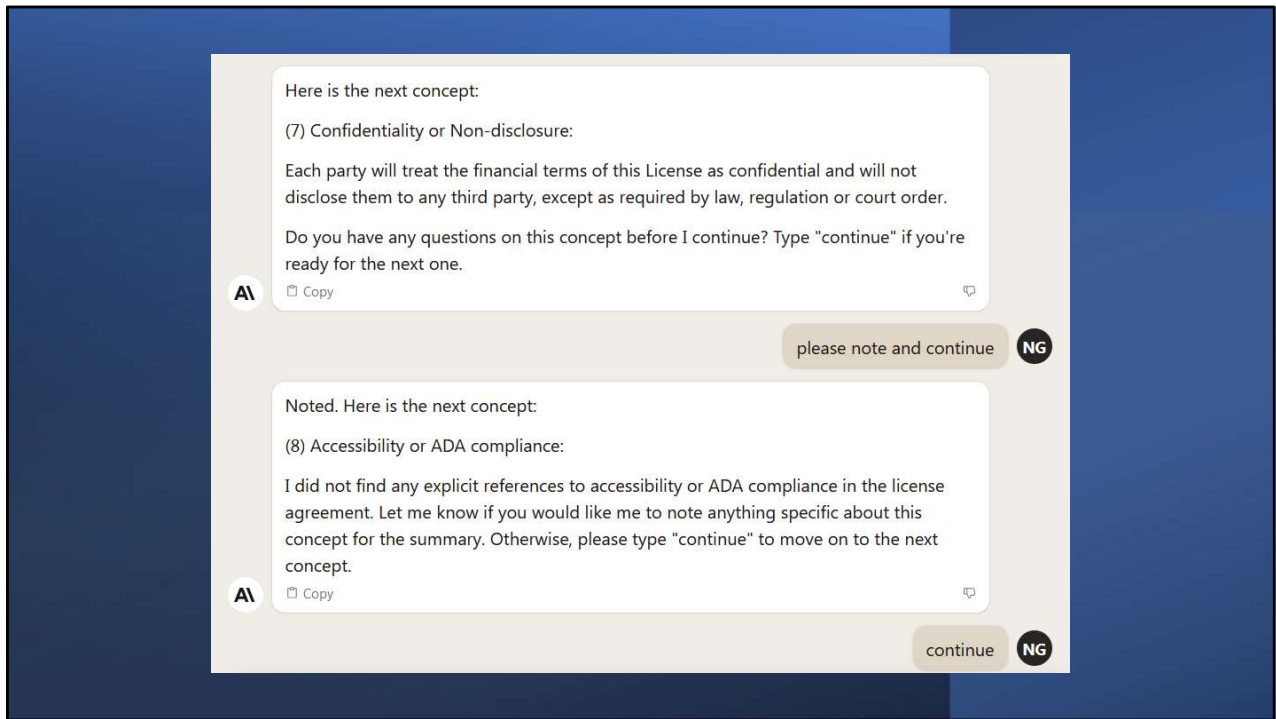 Here is the next concept:
(7) Confidentiality or Non-disclosure:
Each party will treat the financial terms of this License as confidential and will not
disclose them to any third party, except as required by law, regulation or court order.
Do you have any questions on this concept before I continue? Type "continue" if you're
ready for the next one.
A\
Copy
please note and continue
NG
Noted. Here is the next concept:
(8) Accessibility or ADA compliance:
I did not find any explicit references to accessibility or ADA compliance in the license
agreement. Let me know if you would like me to note anything specific about this
concept for the summary. Otherwise, please type "continue" to move on to the next
concept.
A\
Copy
continue
NG